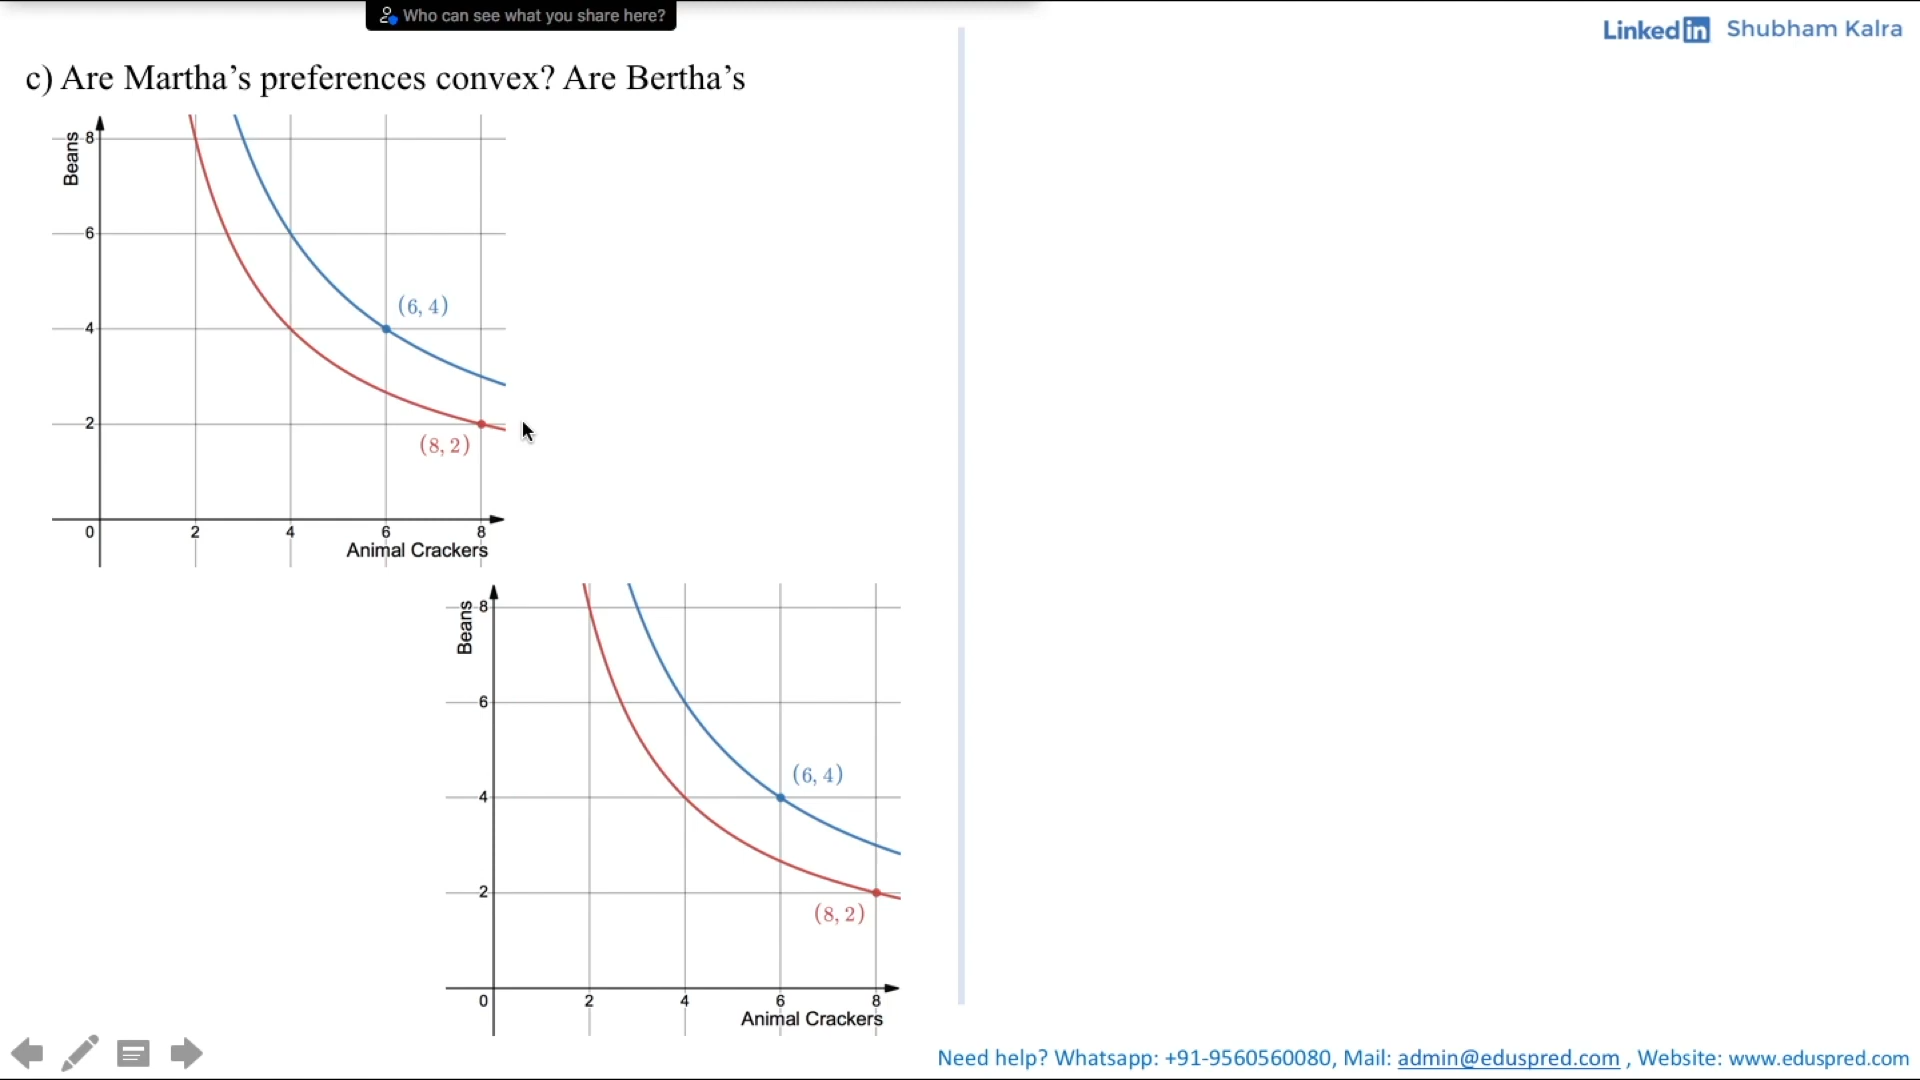 Who can see what you share here?
Linked in Shubham Kalra
c) Are Martha’s preferences convex? Are Bertha’s
Beans
8
6
4
2
0
2
4
6
8
(6, 4)
(8, 2)
Animal Crackers
Beans
8
6
4
2
0
2
4
6
8
(6, 4)
(8, 2)
Animal Crackers
Need help? Whatsapp: +91-9560560080, Mail: admin@eduspred.com , Website: www.eduspred.com